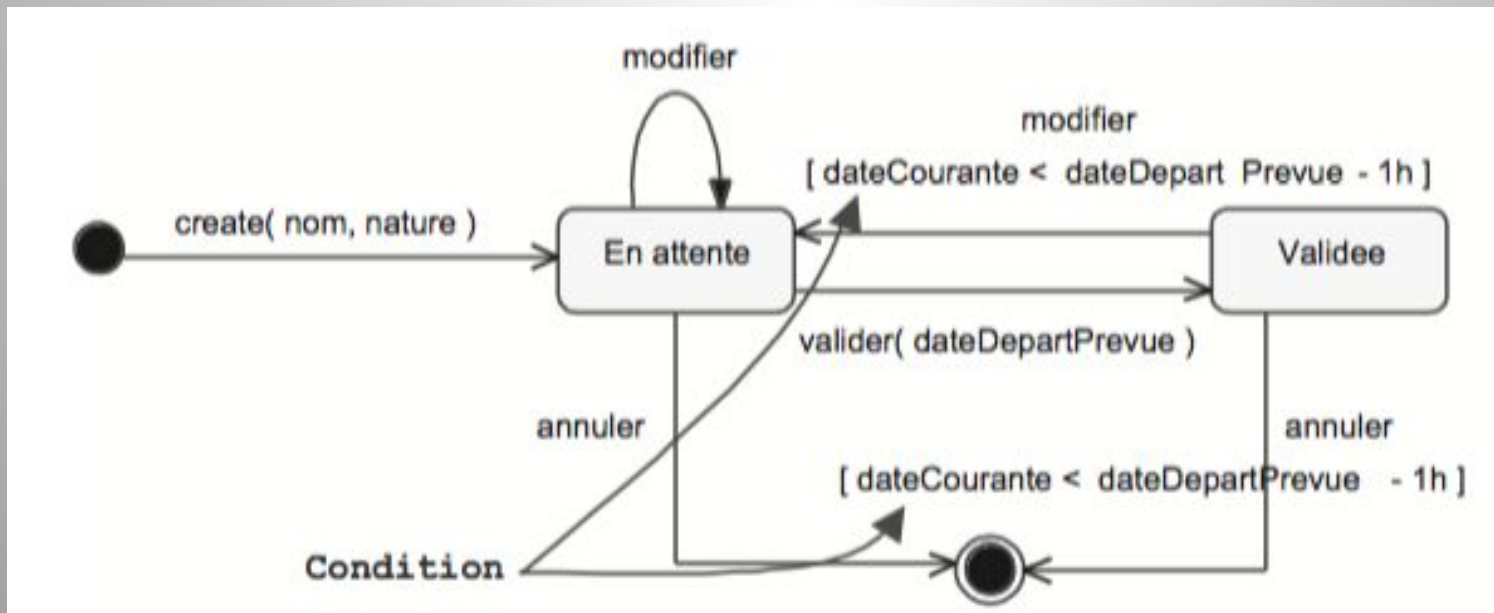 modifier
modifier
[ dateCourante < dateDepart Prevue - 1h ]
create( nom, nature )
En attente
Validee
valider( dateDepartPrevue )
annuler
annuler
[ dateCourante < dateDepartPrevue - 1h ]
Condition